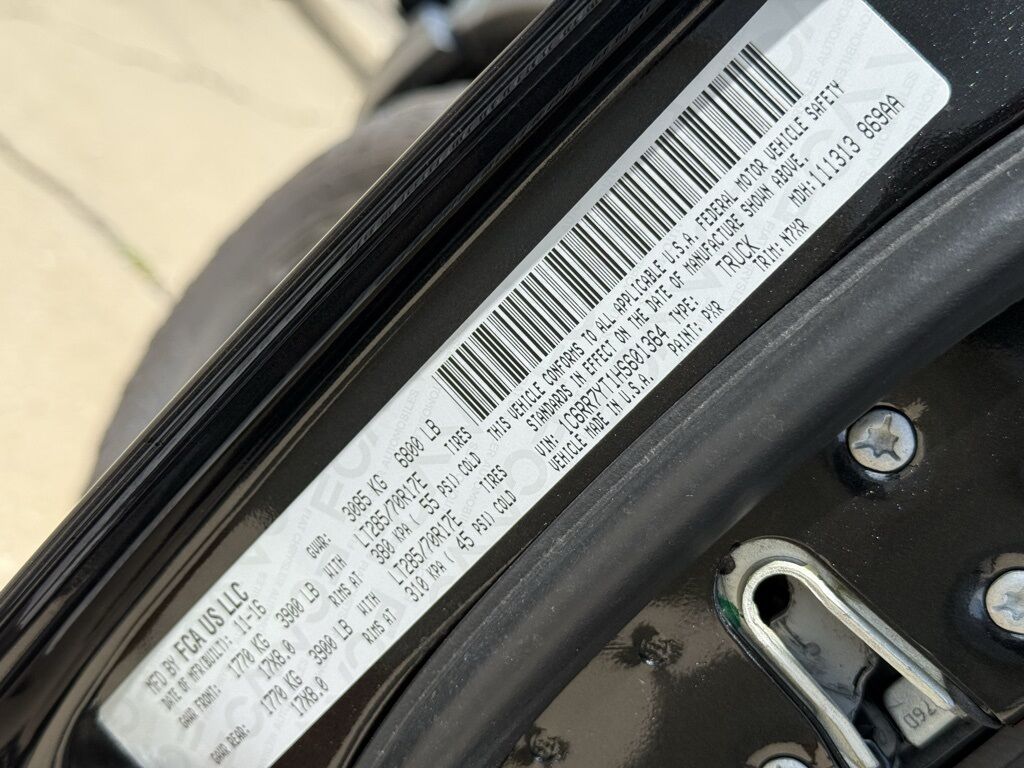 MFD BY FCA US LLC
DATE OF MFR(BUILT): 11-16 GVWR: 3085 KG 6800 LB
GAWR FRONT: 1770 KG 3900 LB WITH LT285/70R17E TIRES
17X8.0 RIMS AT 380 KPA ( 55 PSI) COLD
GAWR REAR: 1770 KG 3900 LB WITH LT285/70R17E TIRES
17X8.0 RIMS AT 310 KPA ( 45 PSI) COLD
THIS VEHICLE CONFORMS TO ALL APPLICABLE U.S.A. FEDERAL MOTOR VEHICLE SAFETY
STANDARDS IN EFFECT ON THE DATE OF MANUFACTURE SHOWN ABOVE.
VIN: 1C6RR7YT1HS601364 TYPE: TRUCK MDH:111313 869AA
VEHICLE MADE IN U.S.A. PAINT: PXR TRIM: M7XR